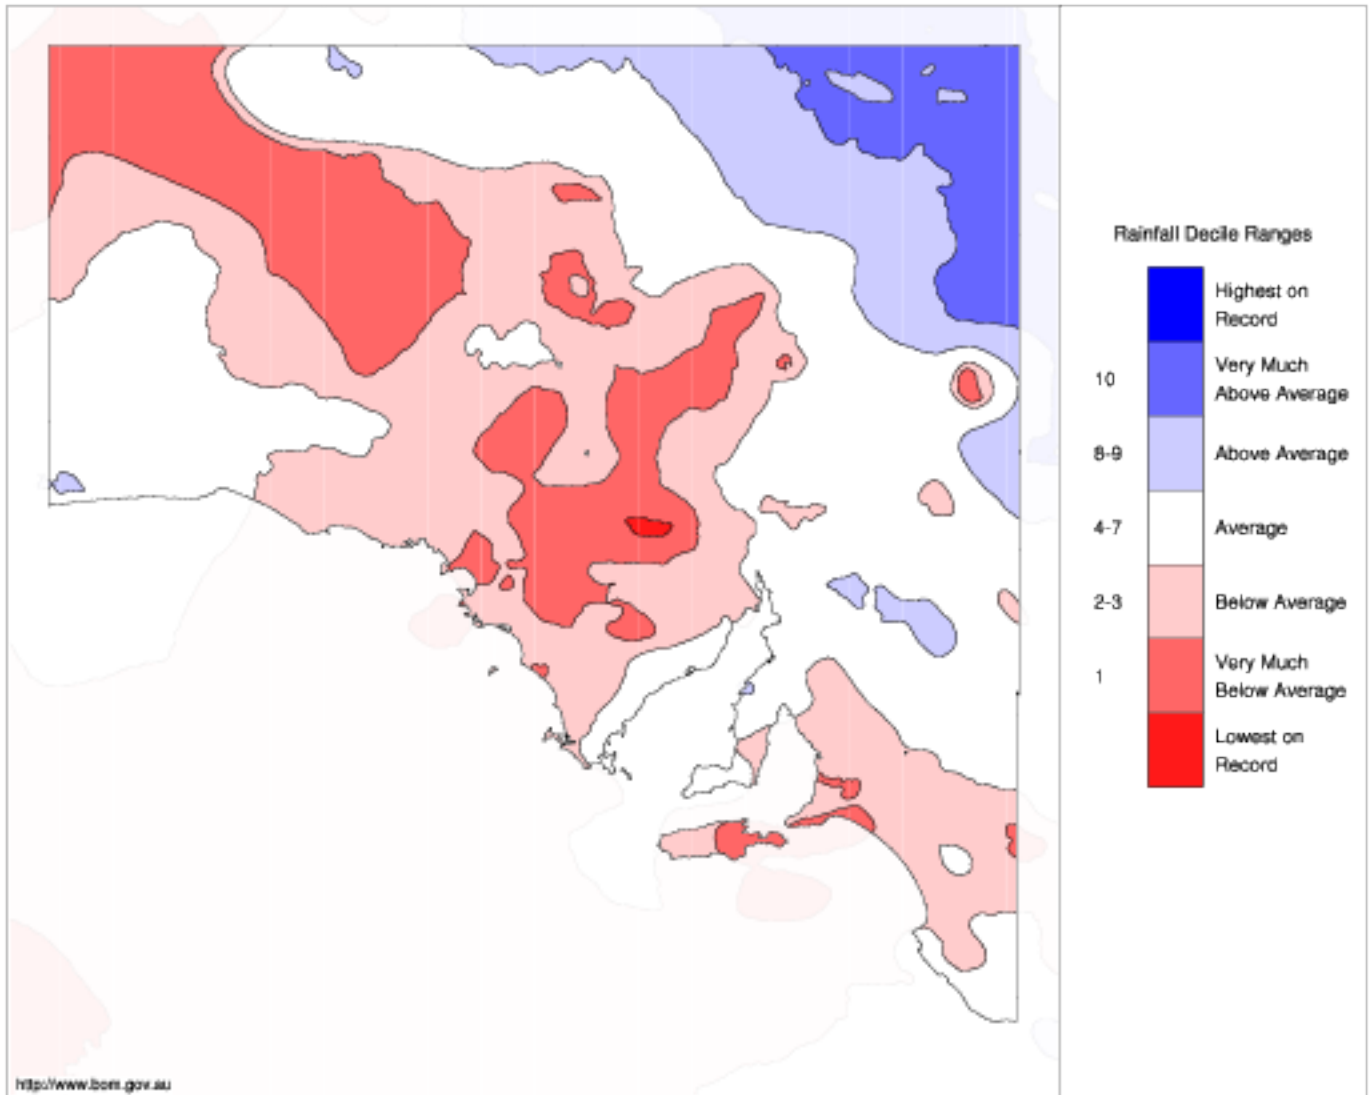 Rainfall Decile Ranges
Highest on
Record
10
Very Much
Above Average
8-9
Above Average
4-7
Average
2-3
Below Average
1
Very Much
Below Average
Lowest on
Record
http://www.bom.gov.au